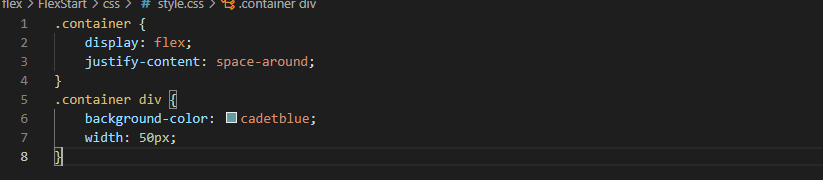 flex > FlexStart > css > # style.css > .container div
1 .container {
2 display: flex;
3 justify-content: space-around;
4 }
5 .container div {
6 background-color: cadetblue;
7 width: 50px;
8 }